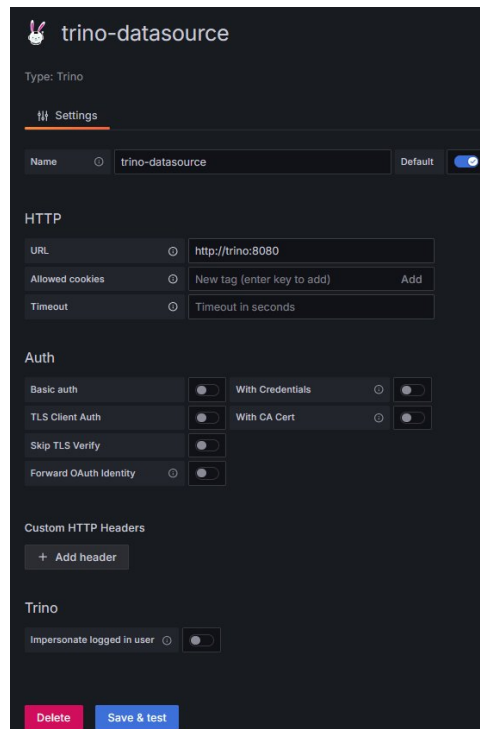 trino-datasource
Type: Trino
Settings
Name trino-datasource Default
HTTP
URL http://trino:8080
Allowed cookies New tag (enter key to add) Add
Timeout Timeout in seconds
Auth
Basic auth With Credentials
TLS Client Auth With CA Cert
Skip TLS Verify
Forward OAuth Identity
Custom HTTP Headers
+ Add header
Trino
Impersonate logged in user
Delete Save & test